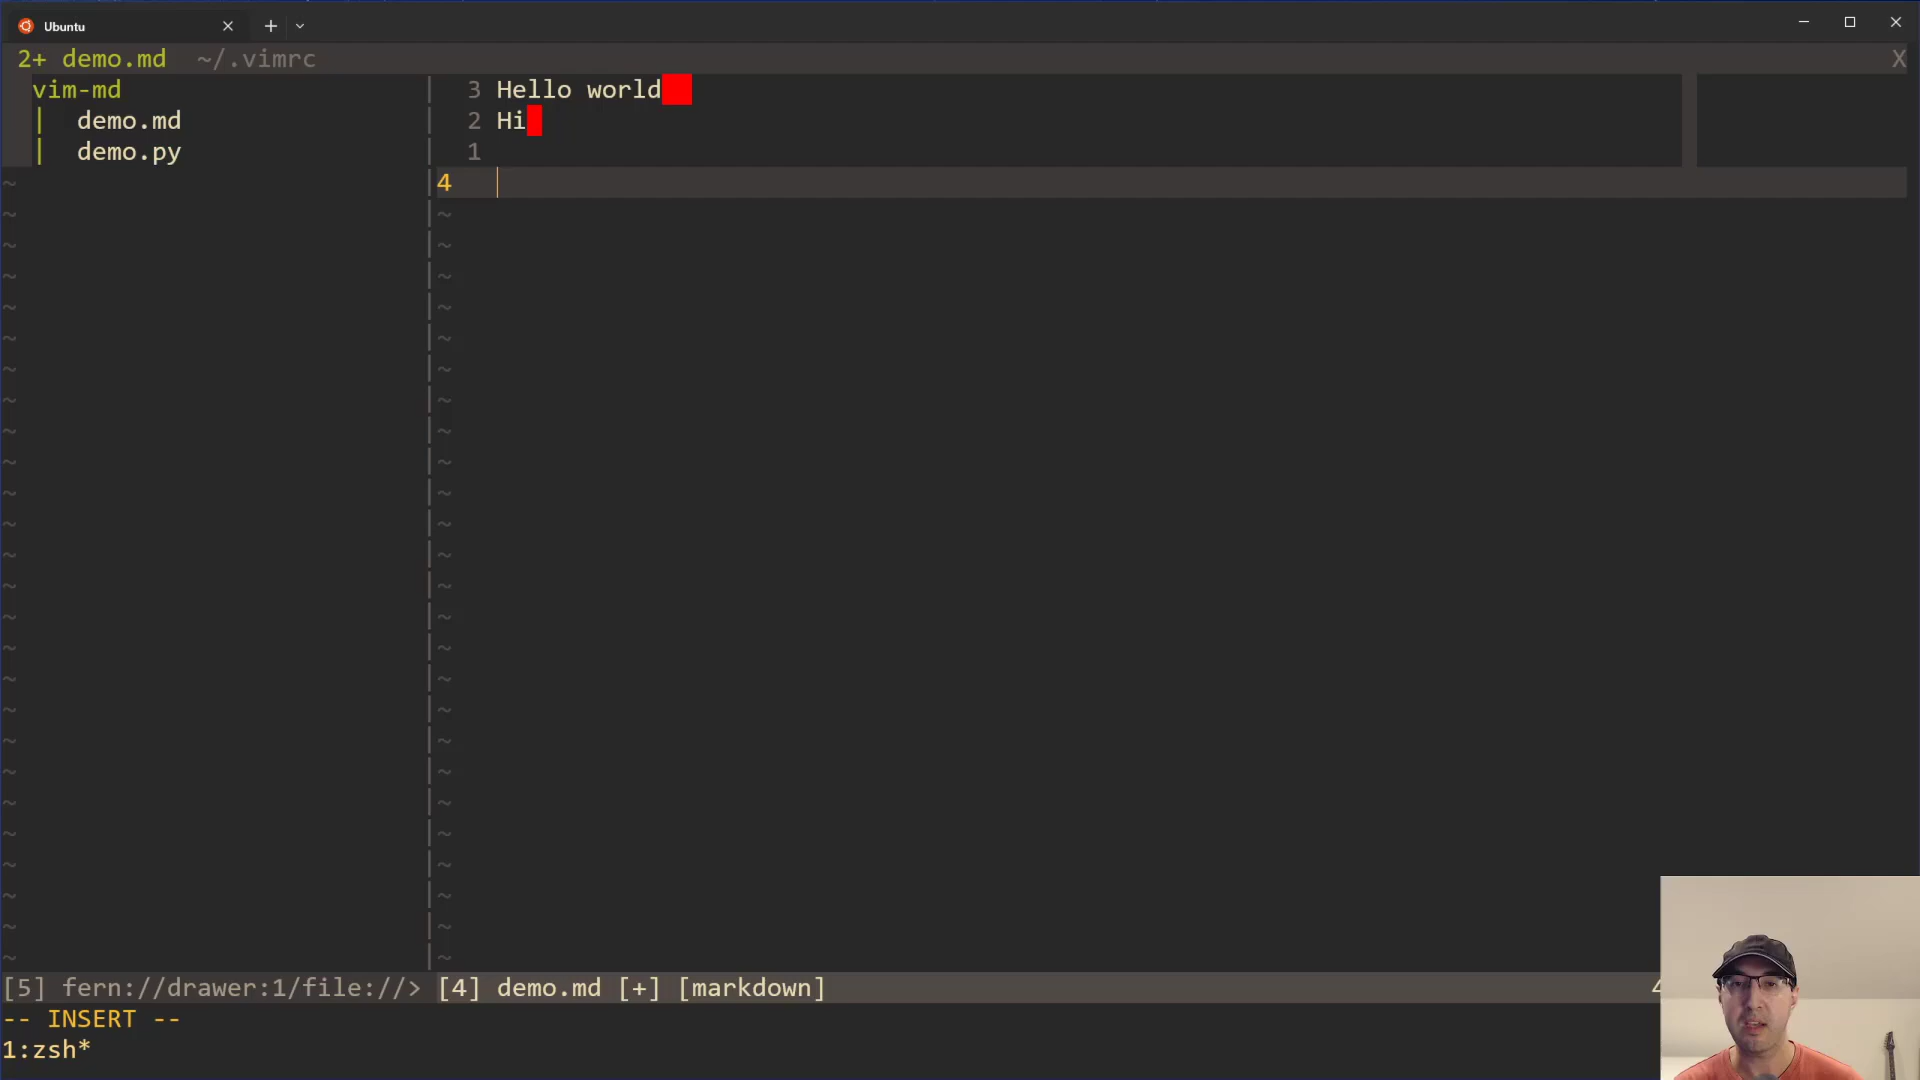 Ubuntu
2+ demo.md ~/.vimrc X
vim-md
demo.md
demo.py
3 Hello world
2 Hi
1
4
[5] fern://drawer:1/file://> [4] demo.md [+] [markdown]
-- INSERT --
1:zsh*